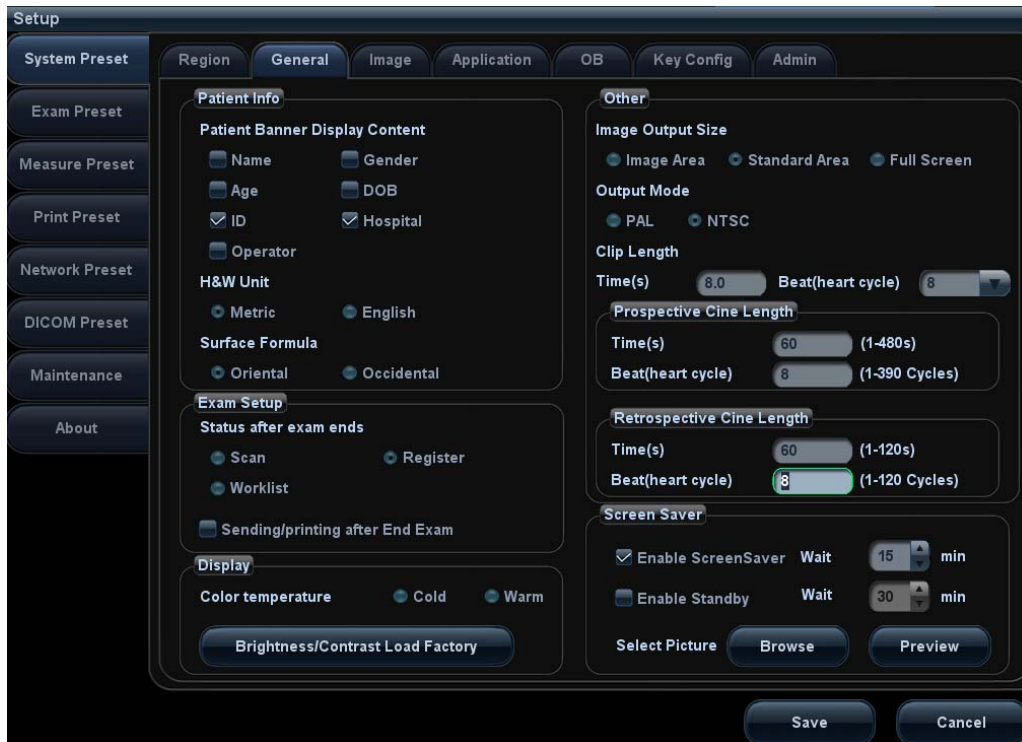 Setup
System Preset
Exam Preset
Measure Preset
Print Preset
Network Preset
DICOM Preset
Maintenance
About
Region General Image Application OB Key Config Admin
Patient Info
Patient Banner Display Content
Name Gender
Age DOB
ID Hospital
Operator
H&W Unit
Metric English
Surface Formula
Oriental Occidental
Exam Setup
Status after exam ends
Scan Register
Worklist
Sending/printing after End Exam
Display
Color temperature Cold Warm
Brightness/Contrast Load Factory
Other
Image Output Size
Image Area Standard Area Full Screen
Output Mode
PAL NTSC
Clip Length
Time(s) 8.0 Beat(heart cycle) 8
Prospective Cine Length
Time(s) 60 (1-480s)
Beat(heart cycle) 8 (1-390 Cycles)
Retrospective Cine Length
Time(s) 60 (1-120s)
Beat(heart cycle) 8 (1-120 Cycles)
Screen Saver
Enable ScreenSaver Wait 15 min
Enable Standby Wait 30 min
Select Picture Browse Preview
Save Cancel